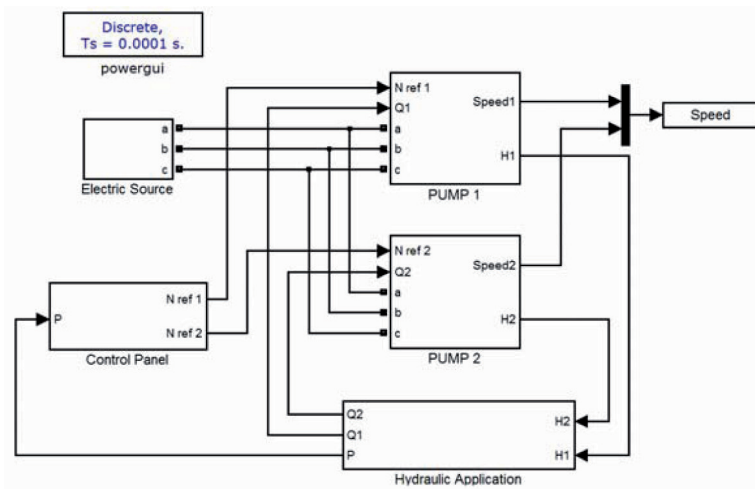 Discrete,
Ts = 0.0001 s.
powergui
a
b
c
Electric Source
N ref 1
Q1
a
b
c
Speed1
H1
PUMP 1
Speed
N ref 2
Q2
a
b
c
Speed2
H2
PUMP 2
P
N ref 1
N ref 2
Control Panel
Q2
Q1
P
H2
H1
Hydraulic Application